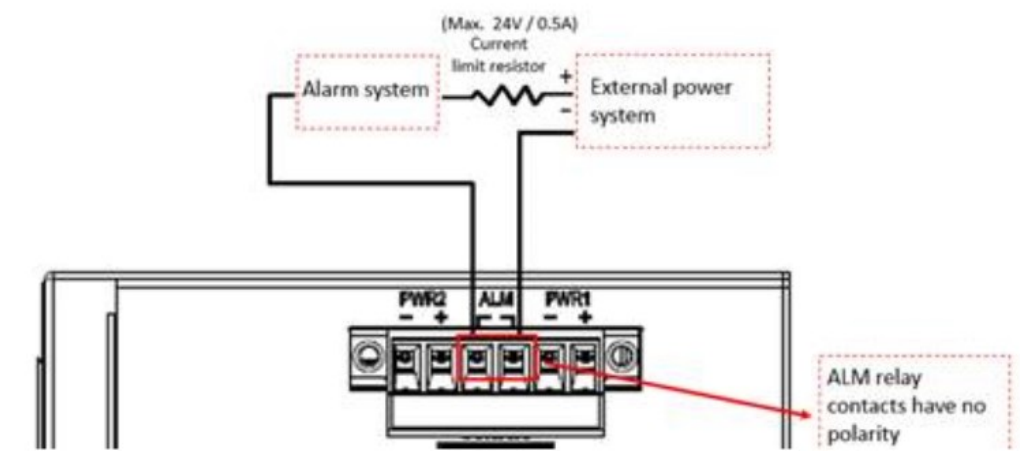 (Max. 24V / 0.5A)
Current
limit resistor
Alarm system
+
-
External power
system
PWR2 ALM PWR1
- + - +
ALM relay
contacts have no
polarity